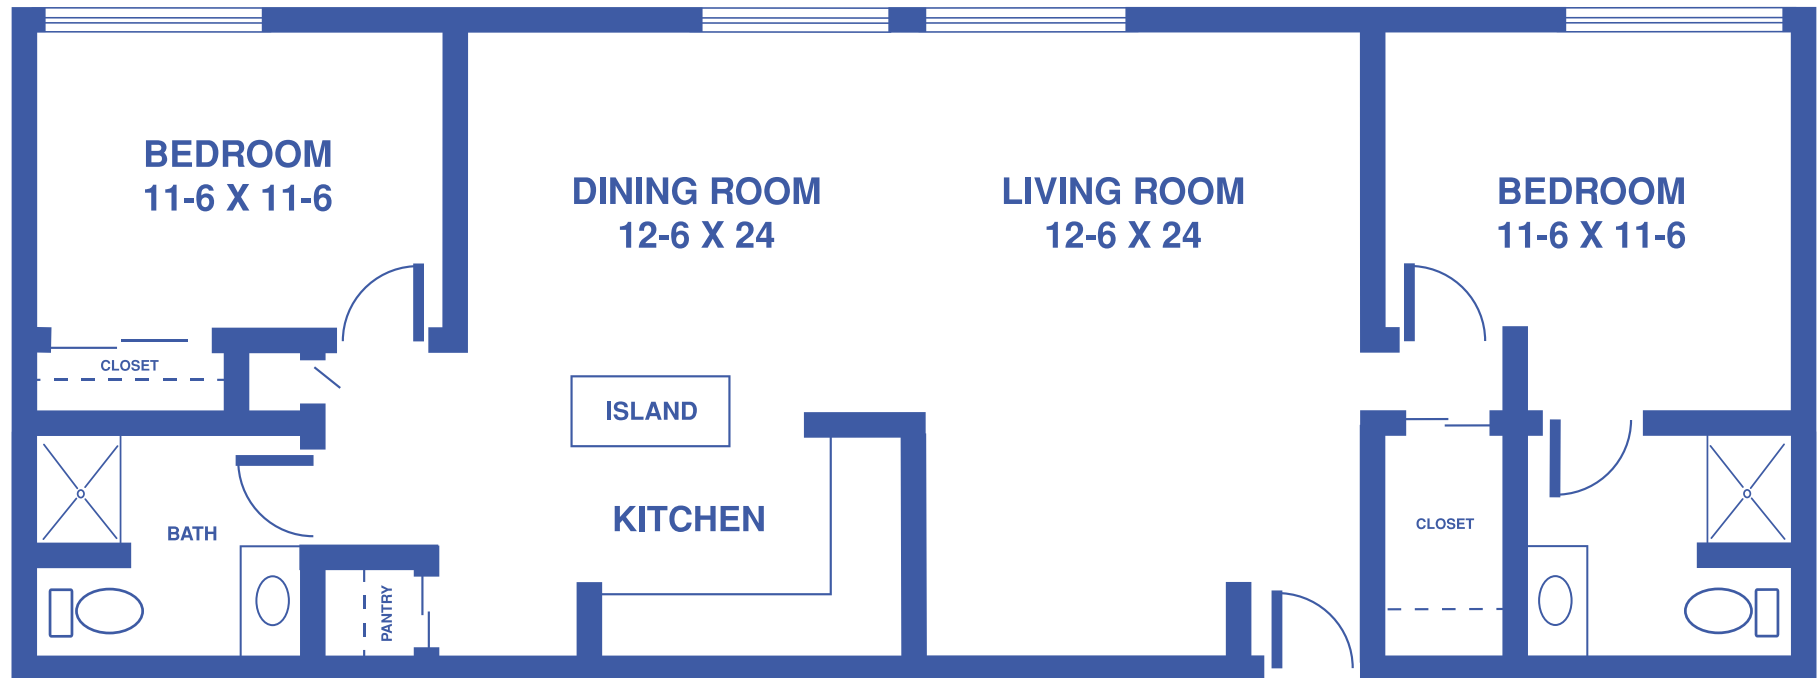 BEDROOM
11-6 X 11-6
DINING ROOM
12-6 X 24
LIVING ROOM
12-6 X 24
BEDROOM
11-6 X 11-6
CLOSET
ISLAND
KITCHEN
BATH
PANTRY
CLOSET